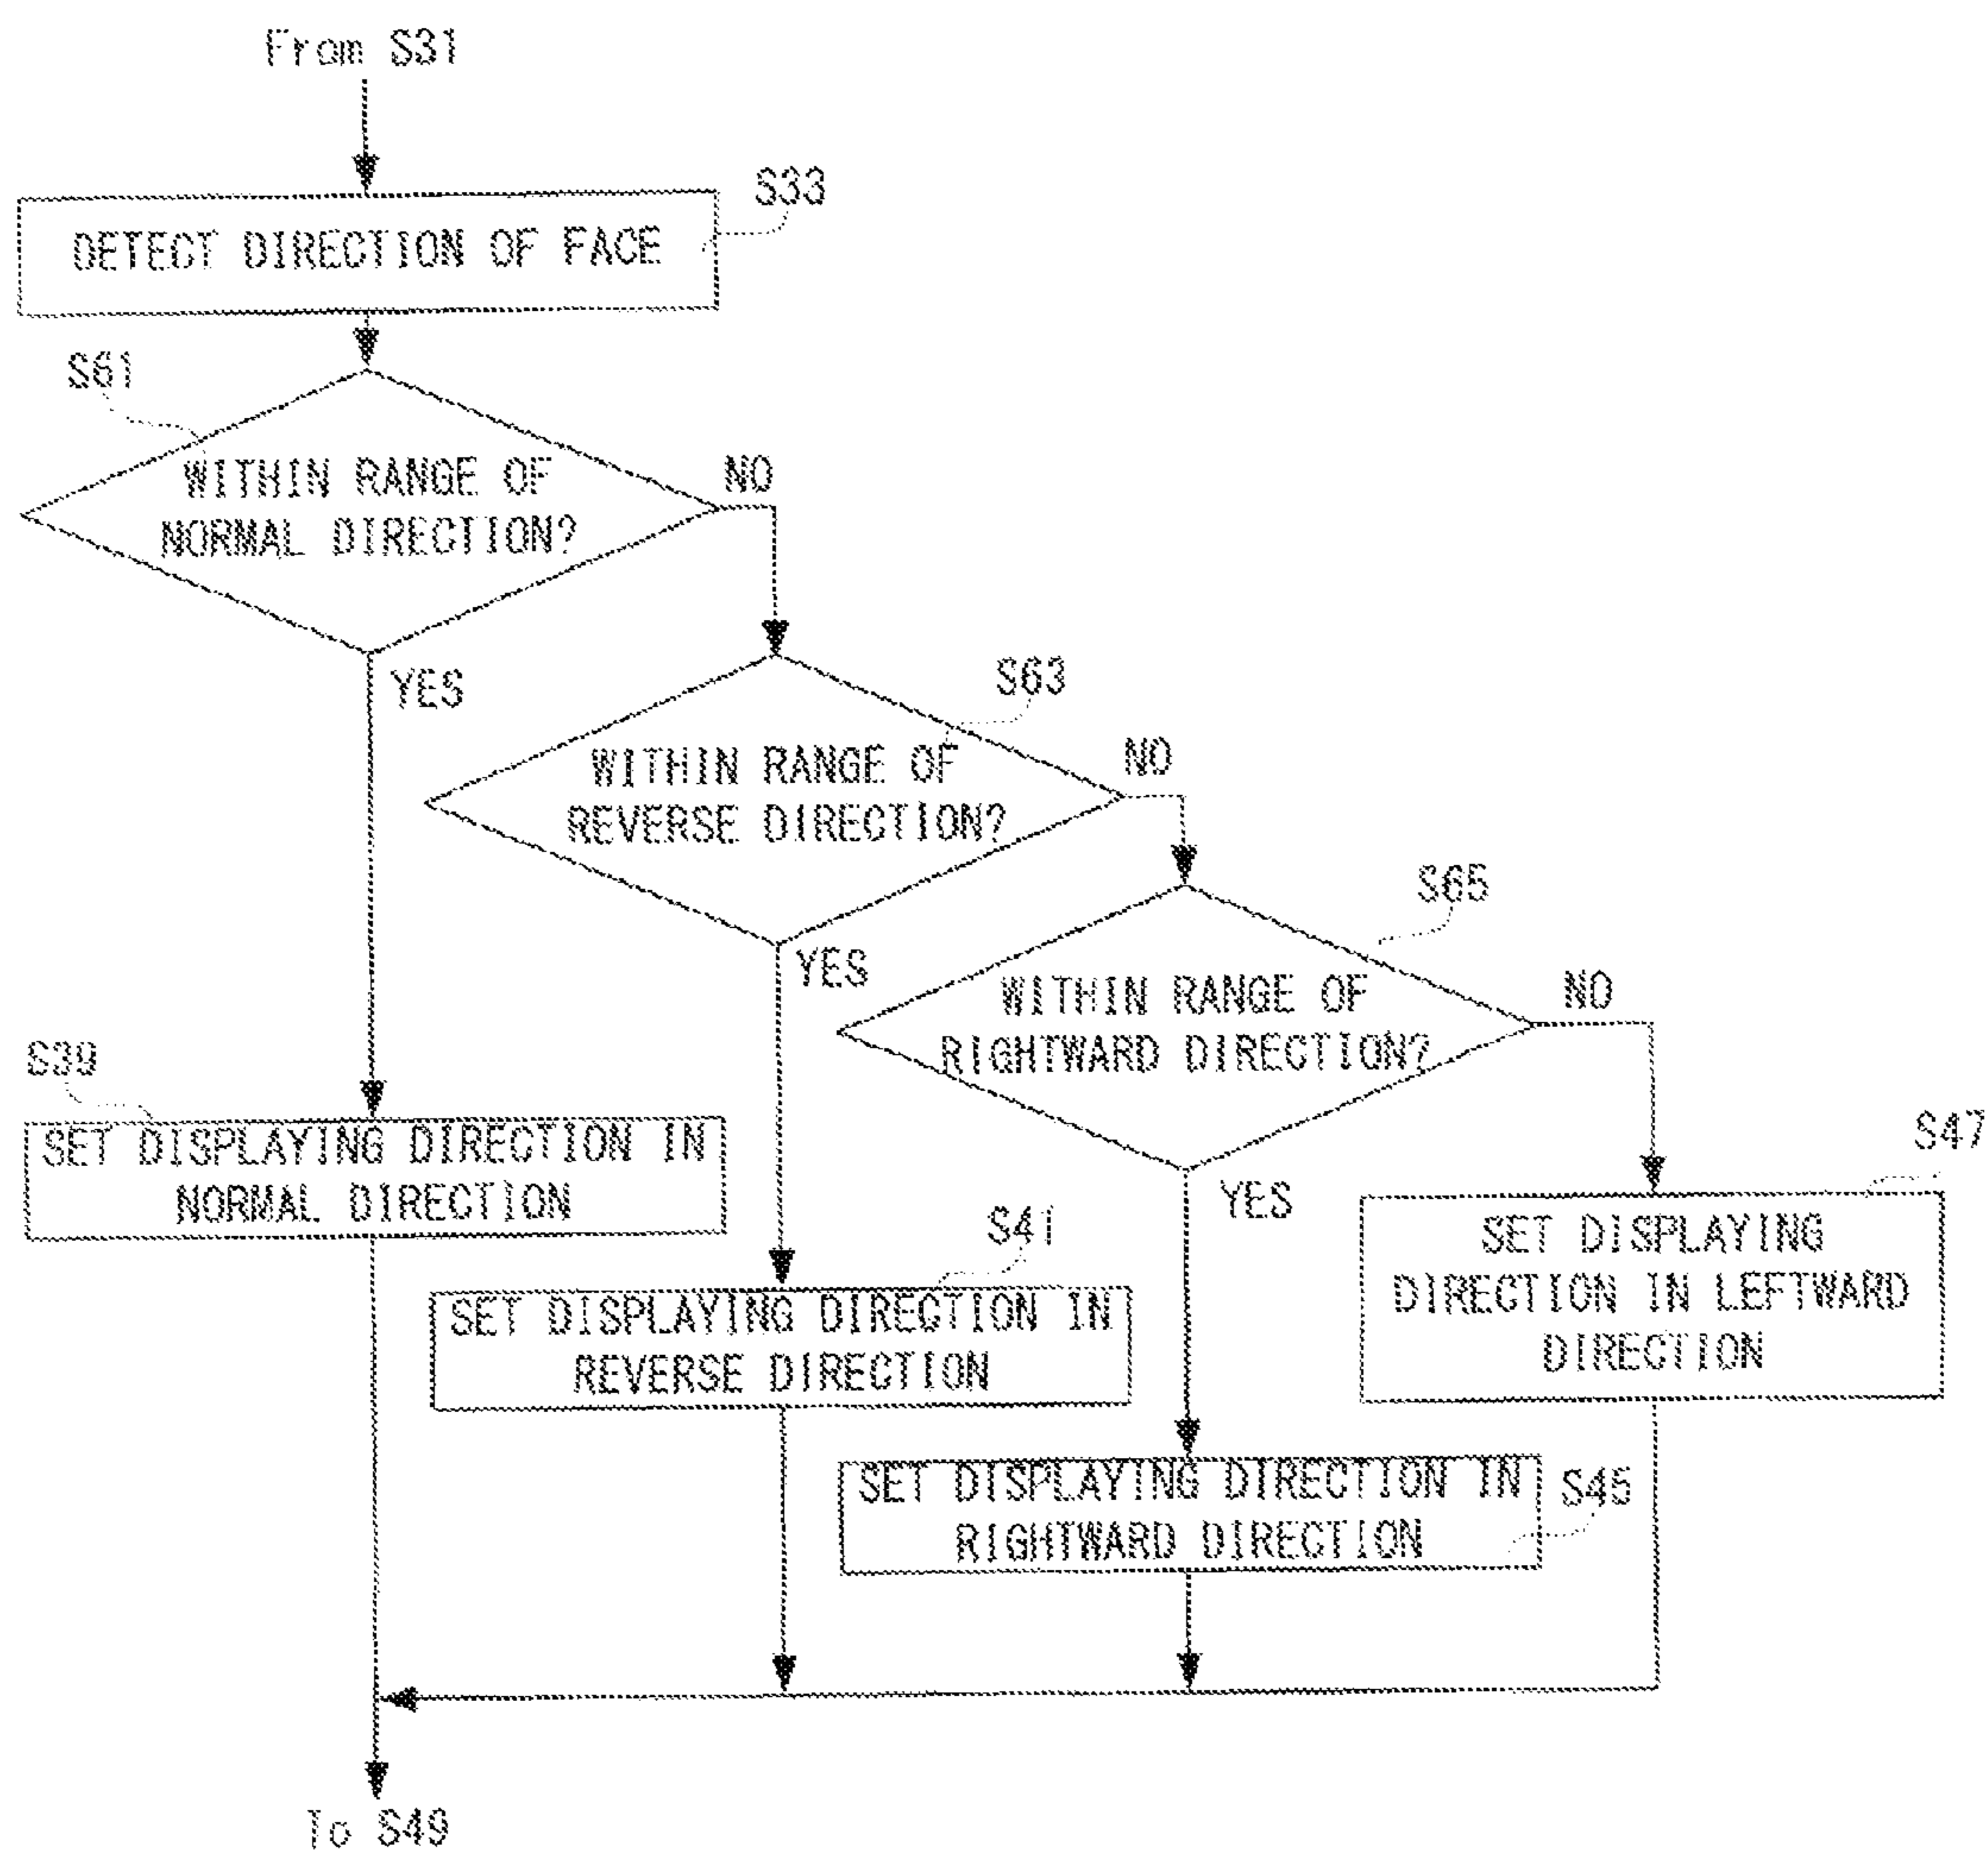 From S31
S33
DETECT DIRECTION OF FACE
S61
WITHIN RANGE OF
NORMAL DIRECTION?
NO
YES
S63
WITHIN RANGE OF
REVERSE DIRECTION?
NO
YES
S65
WITHIN RANGE OF
RIGHTWARD DIRECTION?
NO
YES
S39
SET DISPLAYING DIRECTION IN
NORMAL DIRECTION
S41
SET DISPLAYING DIRECTION IN
REVERSE DIRECTION
S47
SET DISPLAYING
DIRECTION IN LEFTWARD
DIRECTION
S45
SET DISPLAYING DIRECTION IN
RIGHTWARD DIRECTION
To S49